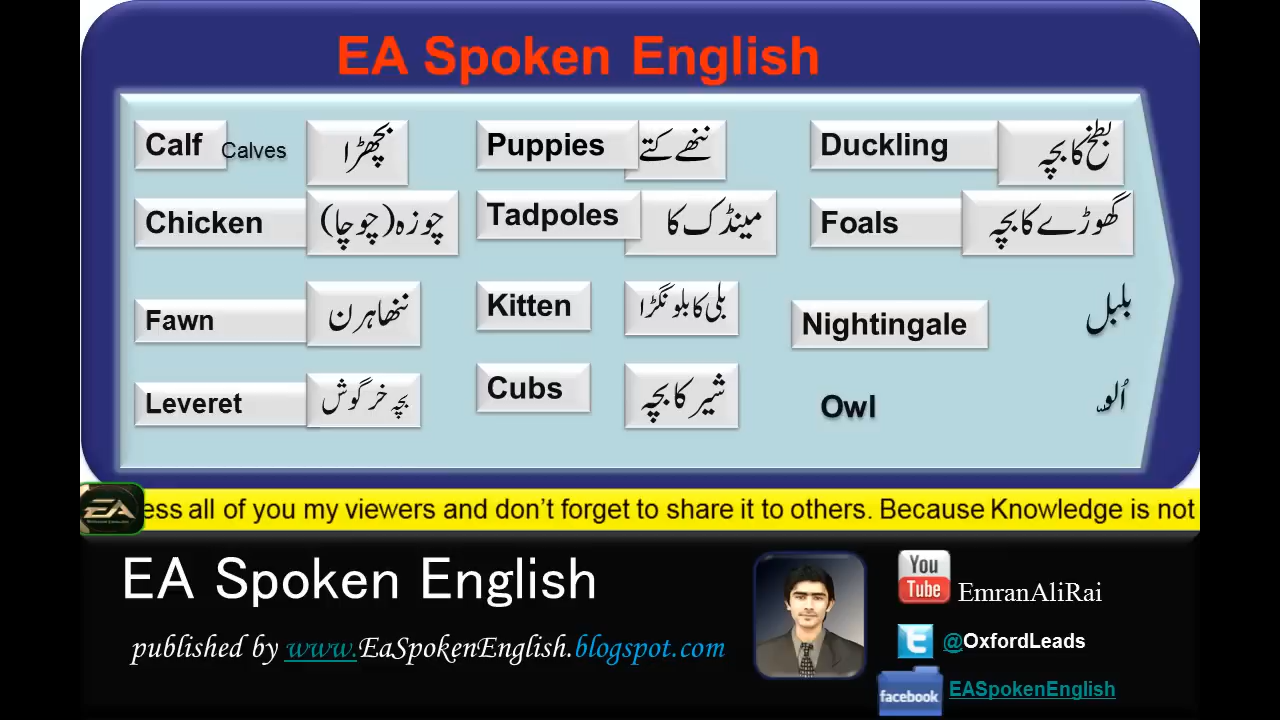 EA Spoken English
Calf Calves بچھڑا Puppies ننھے کتے Duckling بطخ کا بچہ
Chicken چوزہ (چوچا) Tadpoles مینڈک کا Foals گھوڑے کا بچہ
Fawn ننھا ہرن Kitten بلی کا بلونگڑا Nightingale بلبل
Leveret بچہ خرگوش Cubs شیر کا بچہ Owl اُلو
EA
ess all of you my viewers and don't forget to share it to others. Because Knowledge is not
EA Spoken English
published by www.EaSpokenEnglish.blogspot.com
You Tube EmranAliRai
@OxfordLeads
facebook EASpokenEnglish